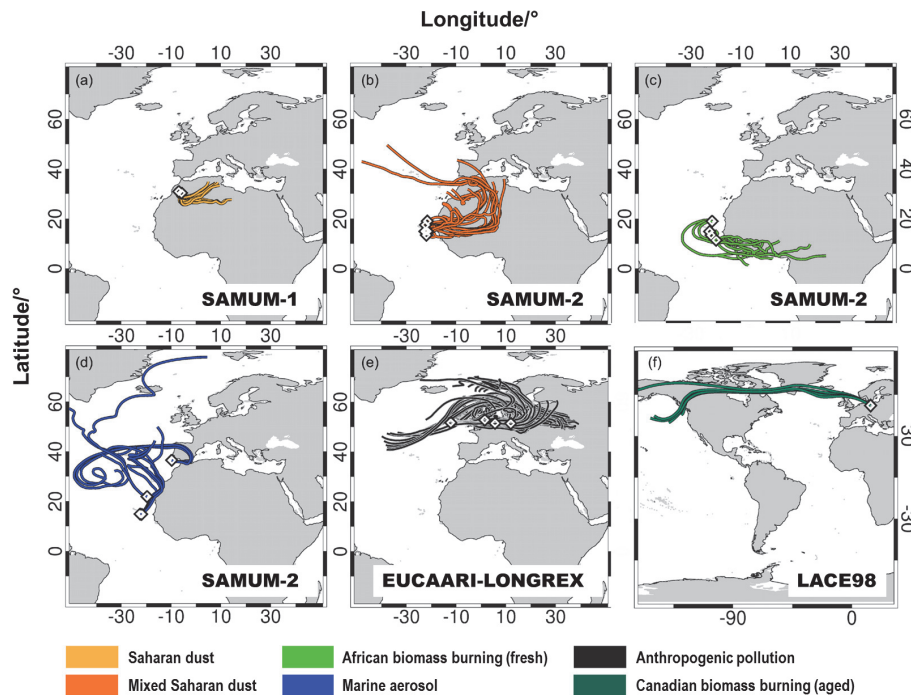 Longitude/°
-30 -10 10 30
-30 -10 10 30
-30 -10 10 30
(a)
(b)
(c)
60
40
20
0
60
40
20
0
60
40
20
0
SAMUM-1
SAMUM-2
SAMUM-2
Latitude/°
-30 -10 10 30
-30 -10 10 30
(d)
(e)
(f)
60
40
20
0
60
40
20
0
30
-30
SAMUM-2
EUCAARI-LONGREX
LACE98
-30 -10 10 30
-30 -10 10 30
-90 0
Saharan dust
African biomass burning (fresh)
Anthropogenic pollution
Mixed Saharan dust
Marine aerosol
Canadian biomass burning (aged)